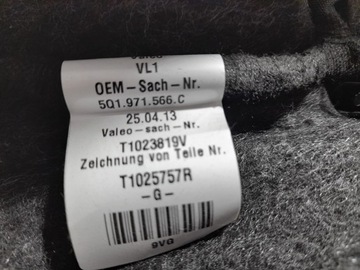 VL1
OEM-Sach-Nr.
5Q1.971.566.C
25.04.13
Valeo-sach-Nr.
T1023819V
Zeichnung von Teile Nr.
T1025757R
-G-
9VG